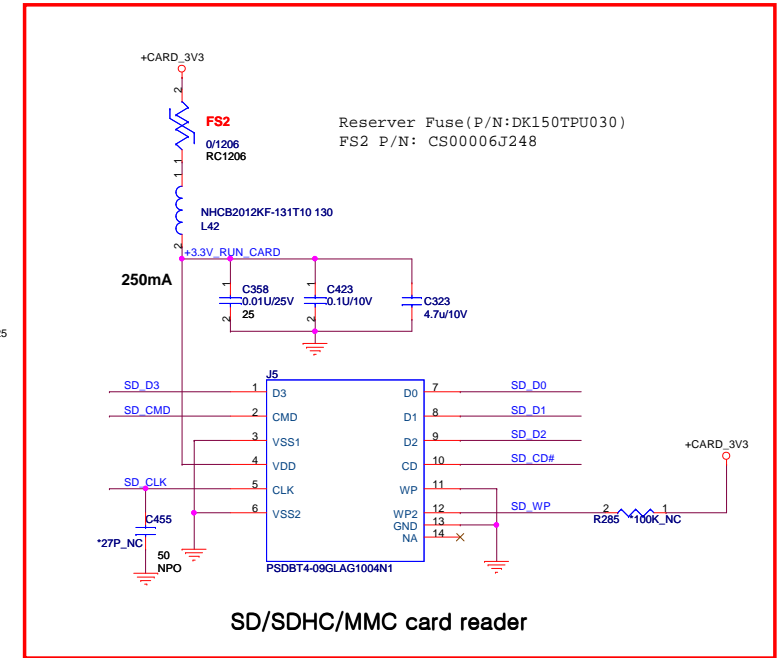 +CARD_3V3
2
FS2
0/1206
RC1206
1
Reserver Fuse(P/N:DK150TPU030)
FS2 P/N: CS00006J248
1
NHCB2012KF-131T10 130
L42
2
+3.3V_RUN_CARD
250mA
1
C358
0.01U/25V
25
2
1
C423
0.1U/10V
2
C323
4.7u/10V
25
J5
SD_D3
1
D3
D0
7
SD_D0
SD_CMD
2
CMD
D1
8
SD_D1
3
VSS1
D2
9
SD_D2
4
VDD
CD
10
SD_CD#
+CARD_3V3
SD_CLK
5
CLK
WP
11
6
VSS2
WP2
12
SD_WP
2
1
R285
*100K_NC
GND
13
NA
14
C455
*27P_NC
50
NPO
PSDBT4-09GLAG1004N1
SD/SDHC/MMC card reader